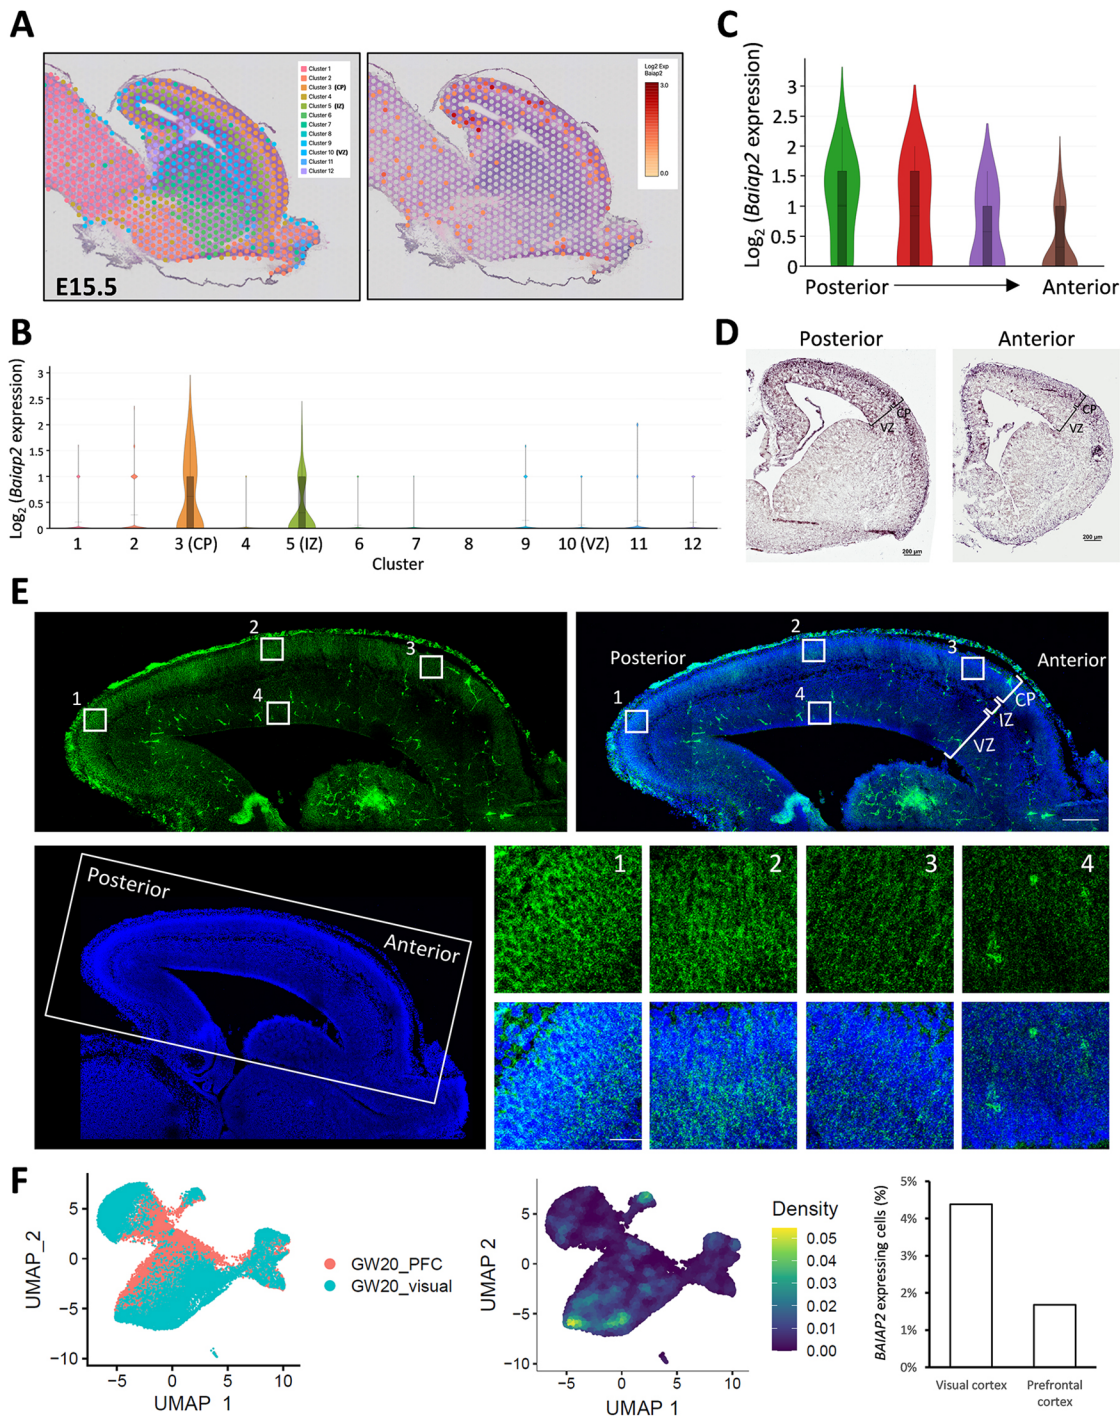 A
Cluster 1
Cluster 2
Cluster 3 (CP)
Cluster 4
Cluster 5 (IZ)
Cluster 6
Cluster 7
Cluster 8
Cluster 9
Cluster 10 (VZ)
Cluster 11
Cluster 12
E15.5
Log2 Exp
Baiap2
3.0
0.0
C
Log2 (Baiap2 expression)
3
2.5
2
1.5
1
0.5
0
Posterior
Anterior
B
Log2 (Baiap2 expression)
3
2.5
2
1.5
1
0.5
0
1 2 3 (CP) 4 5 (IZ) 6 7 8 9 10 (VZ) 11 12
Cluster
D
Posterior
Anterior
CP
VZ
200 µm
CP
VZ
200 µm
E
1
2
3
4
Posterior
Anterior
1
2
3
4
CP
IZ
VZ
Posterior
Anterior
1
2
3
4
F
UMAP_2
5
0
−5
−10
−5 0 5 10
UMAP_1
GW20_PFC
GW20_visual
UMAP 2
5
0
−5
−10
−5 0 5 10
UMAP 1
Density
0.05
0.04
0.03
0.02
0.01
0.00
BAIAP2 expressing cells (%)
5%
4%
3%
2%
1%
0%
Visual cortex
Prefrontal
cortex